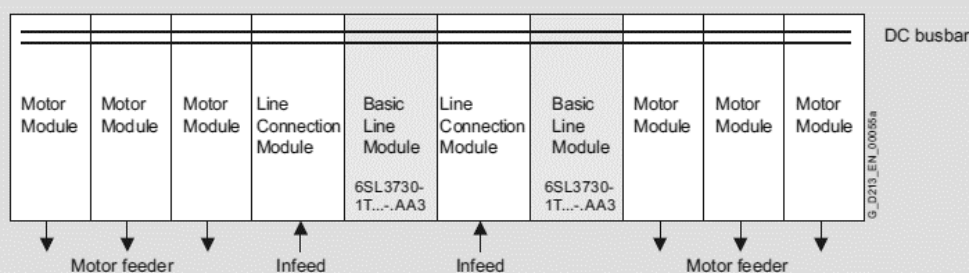 DC busbar
Motor Module
Motor Module
Motor Module
Line Connection Module
Basic Line Module 6SL3730-1T...-.AA3
Line Connection Module
Basic Line Module 6SL3730-1T...-.AA3
Motor Module
Motor Module
Motor Module
G_D213_EN_00055a
Motor feeder
Infeed
Infeed
Motor feeder